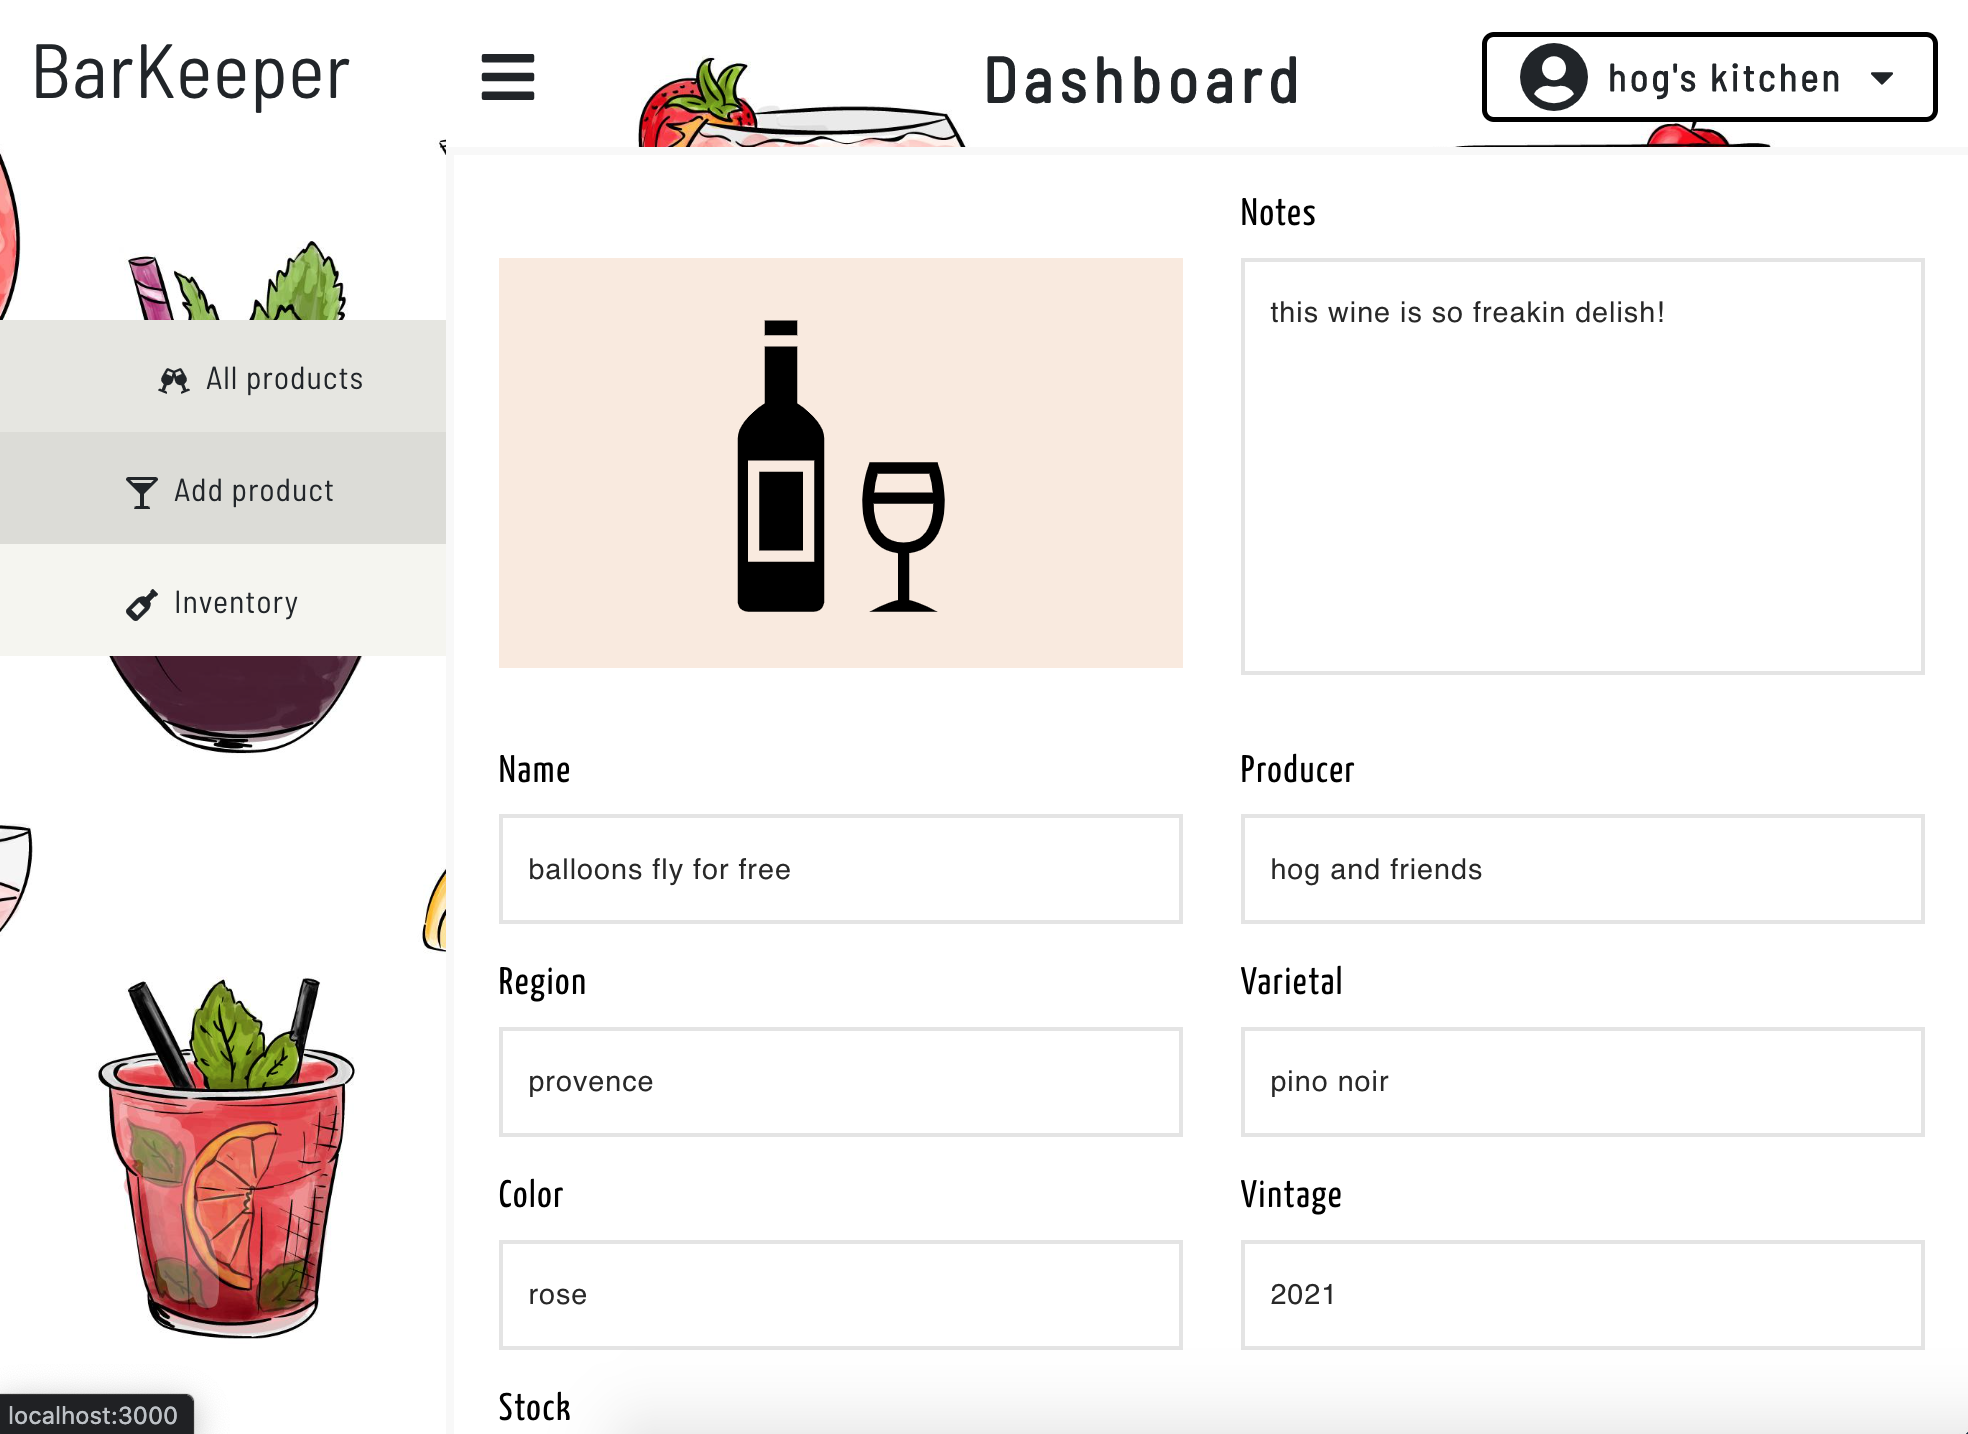 BarKeeper
Dashboard
hog's kitchen
All products
Add product
Inventory
Notes
this wine is so freakin delish!
Name
balloons fly for free
Producer
hog and friends
Region
provence
Varietal
pino noir
Color
rose
Vintage
2021
Stock
localhost:3000